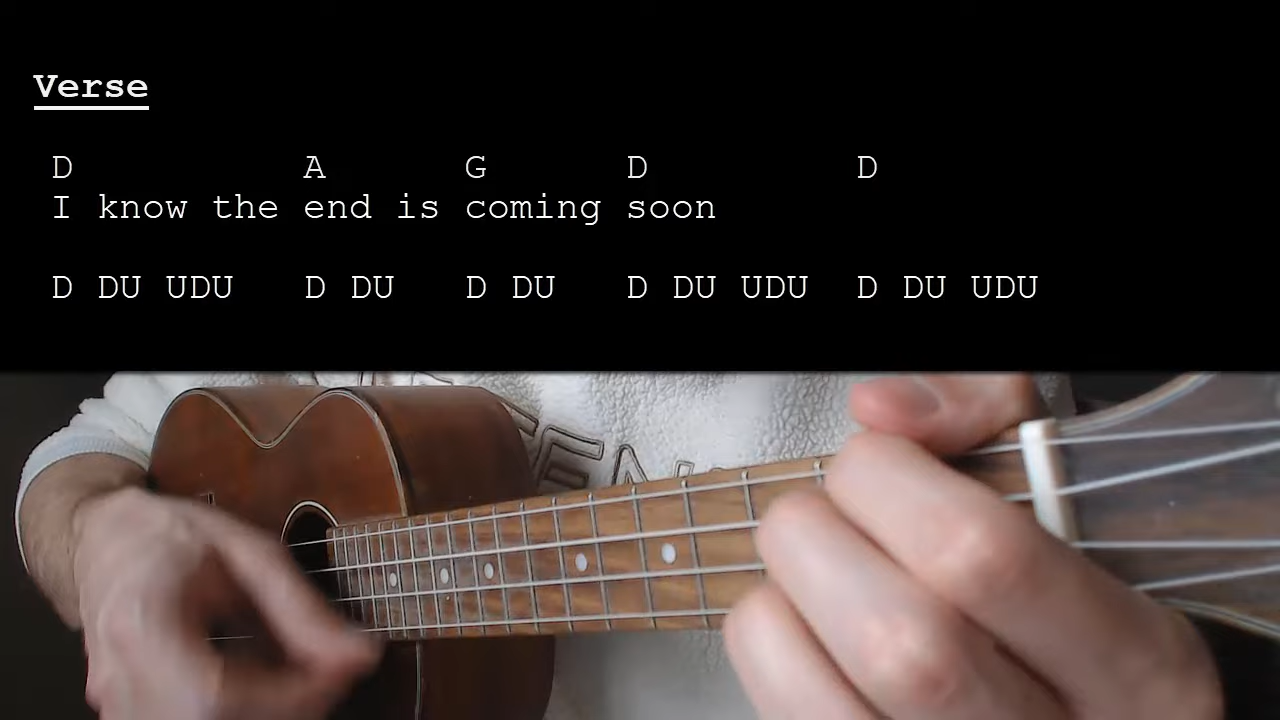 Verse
D A G D D
I know the end is coming soon
D DU UDU D DU D DU D DU UDU D DU UDU